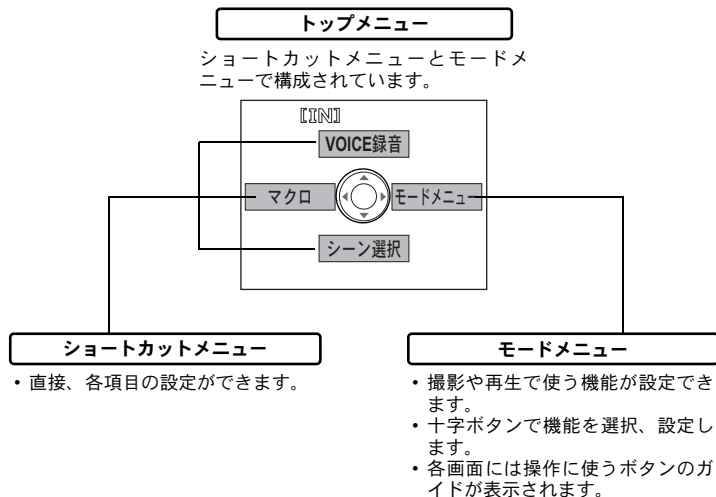 トップメニュー
ショートカットメニューとモードメ
ニューで構成されています。
[IN]
VOICE録音
マクロ
モードメニュー
シーン選択
ショートカットメニュー
• 直接、各項目の設定ができます。
モードメニュー
• 撮影や再生で使う機能が設定でき
ます。
• 十字ボタンで機能を選択、設定し
ます。
• 各画面には操作に使うボタンのガ
イドが表示されます。